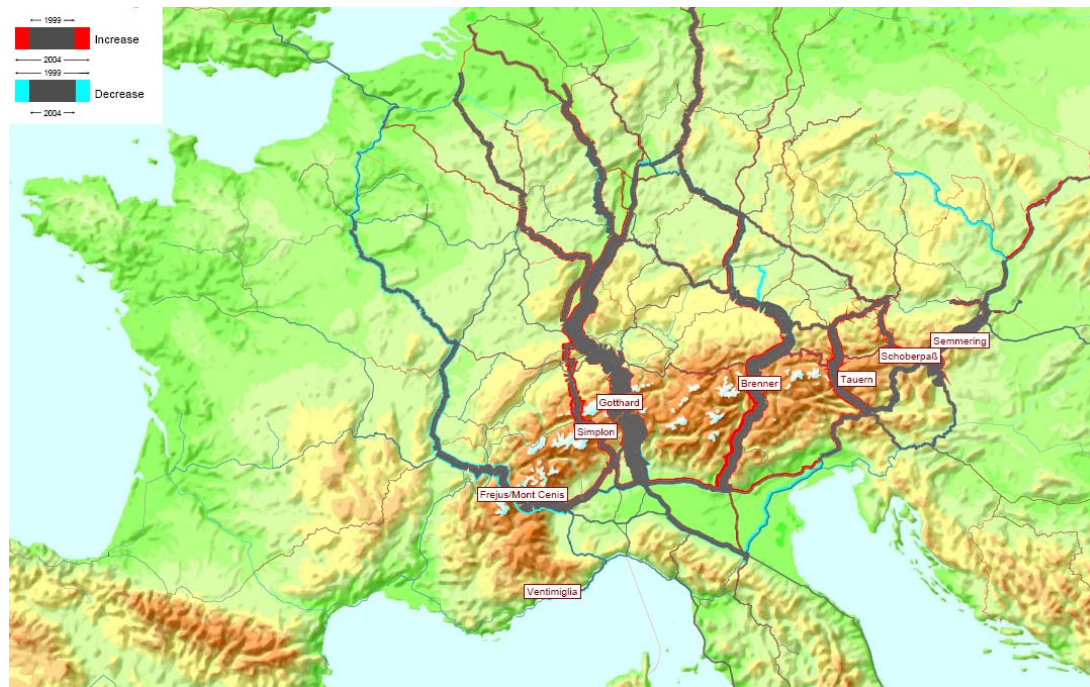 1999
Increase
2004
1999
Decrease
2004
Semmering
Schoberpaß
Tauern
Brenner
Gotthard
Simplon
Frejus/Mont Cenis
Ventimiglia